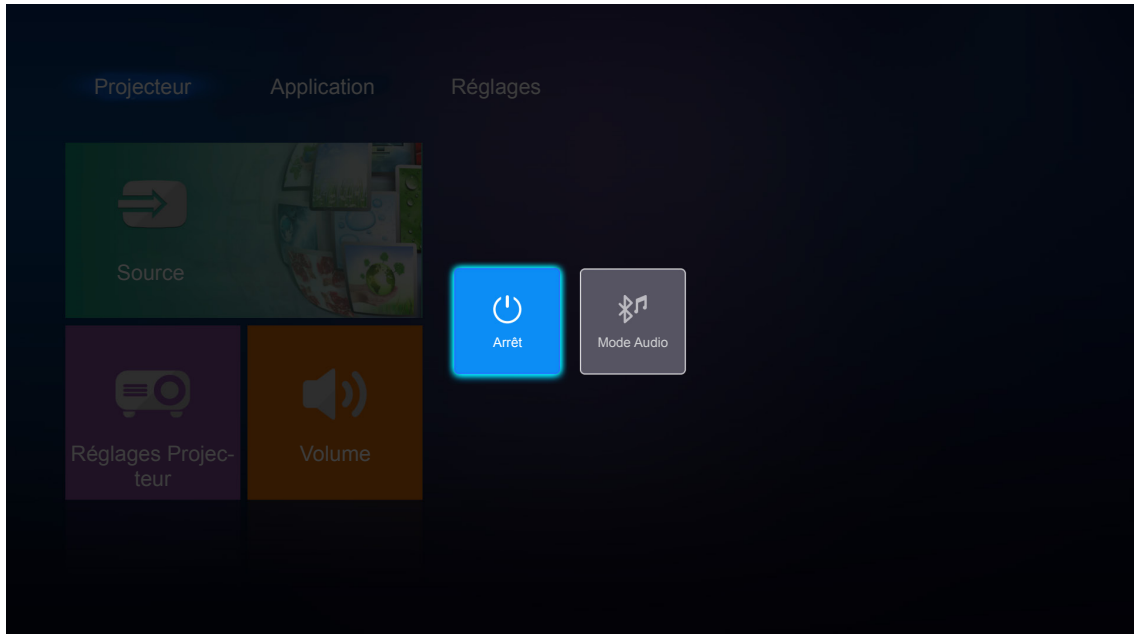 Projecteur
Application
Réglages
Source
Réglages Projec-
teur
Volume
Arrêt
Mode Audio